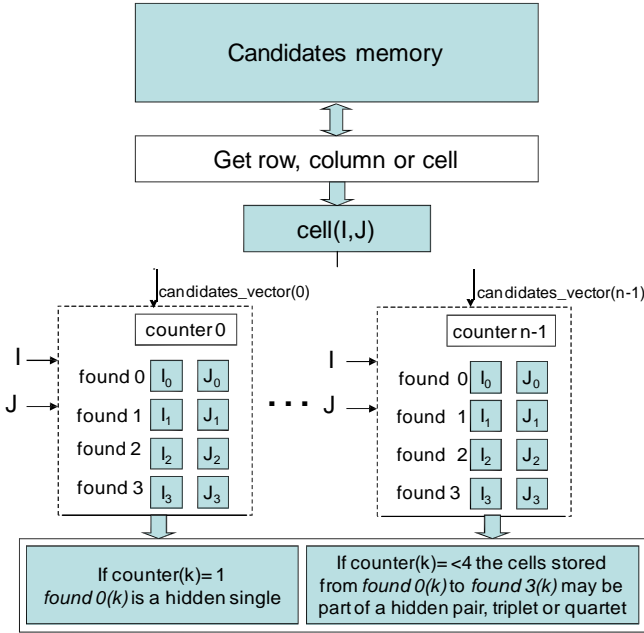 Candidates memory
Get row, column or cell
cell(I,J)
candidates_vector(0)
counter 0
I
J
found 0 I0 J0
found 1 I1 J1
found 2 I2 J2
found 3 I3 J3
...
candidates_vector(n-1)
counter n-1
I
J
found 0 I0 J0
found 1 I1 J1
found 2 I2 J2
found 3 I3 J3
If counter(k)= 1
found 0(k) is a hidden single
If counter(k)= <4 the cells stored
from found 0(k) to found 3(k) may be
part of a hidden pair, triplet or quartet